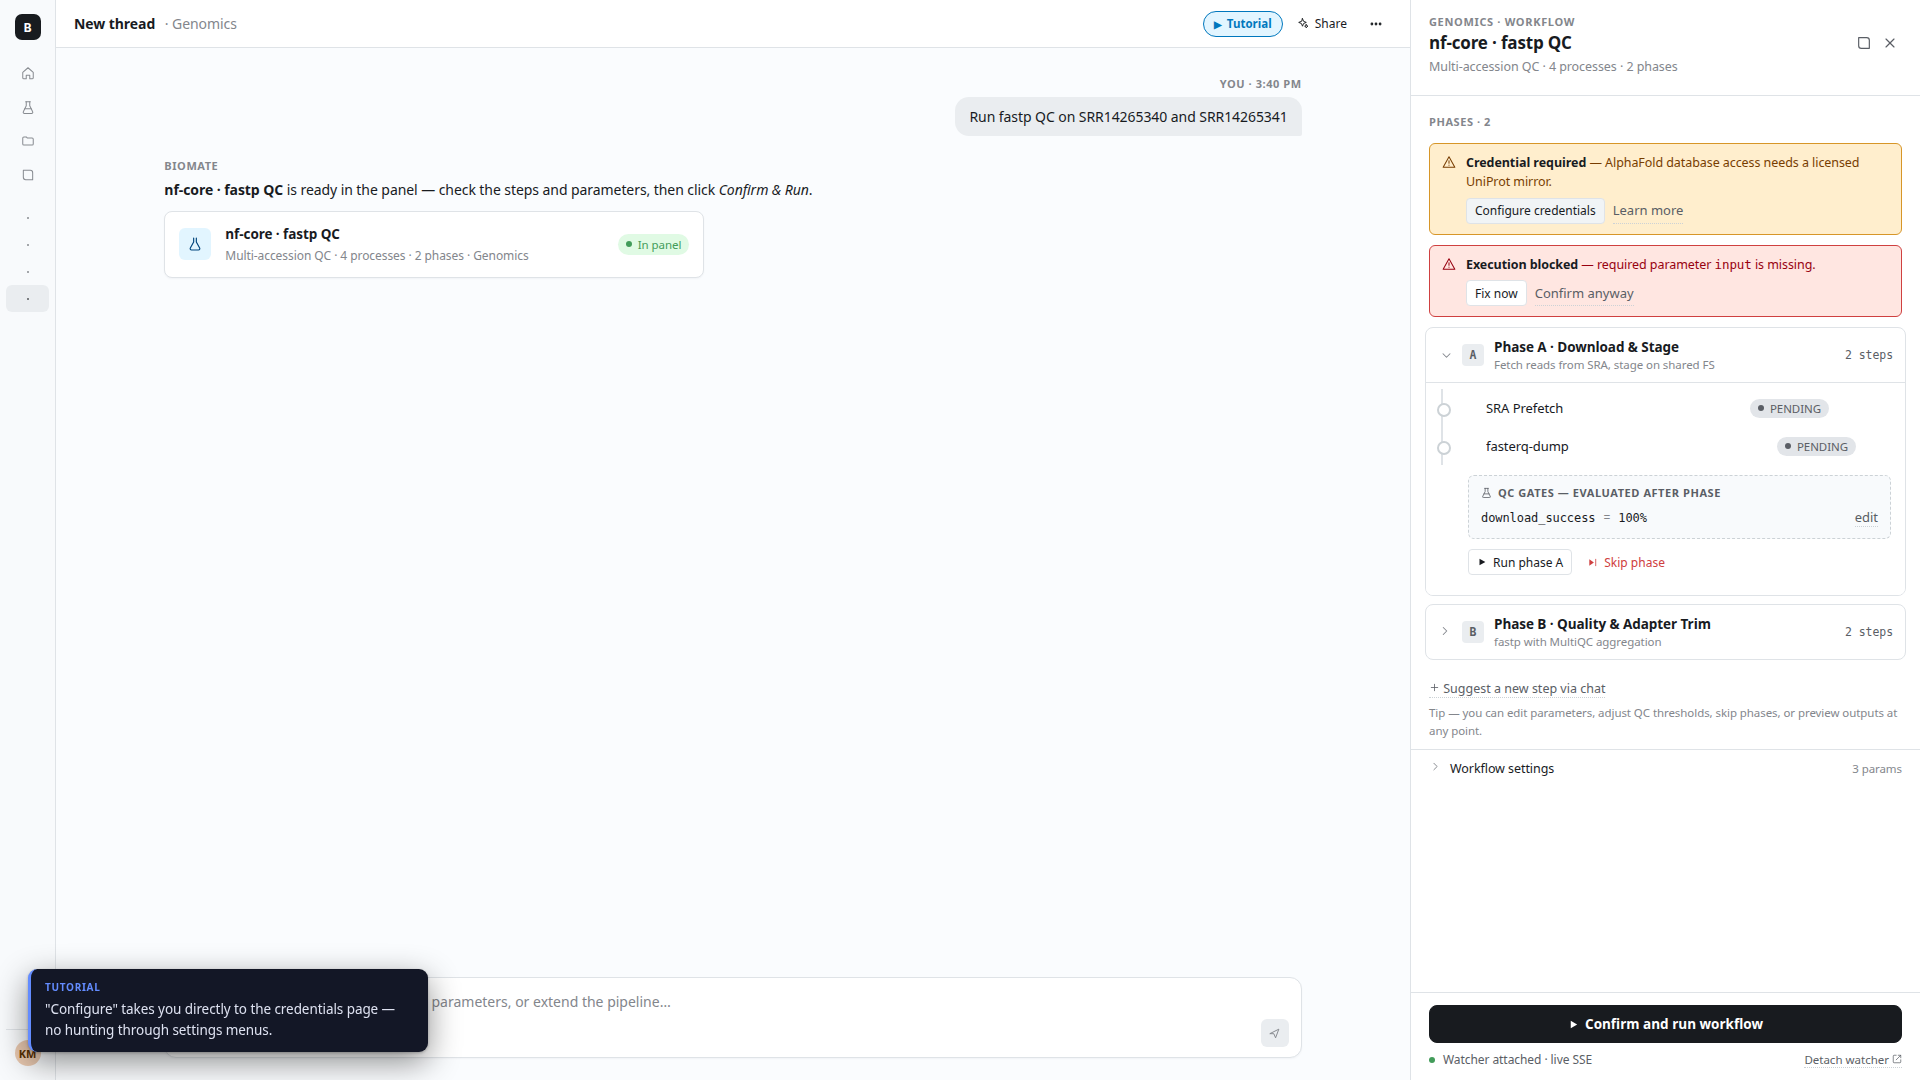 B
New thread · Genomics
▶ Tutorial
Share
YOU · 3:40 PM
Run fastp QC on SRR14265340 and SRR14265341
BIOMATE
nf-core · fastp QC is ready in the panel — check the steps and parameters, then click Confirm & Run.
nf-core · fastp QC
Multi-accession QC · 4 processes · 2 phases · Genomics
In panel
parameters, or extend the pipeline...
TUTORIAL
"Configure" takes you directly to the credentials page —
no hunting through settings menus.
KM
GENOMICS · WORKFLOW
nf-core · fastp QC
Multi-accession QC · 4 processes · 2 phases
PHASES · 2
Credential required — AlphaFold database access needs a licensed
UniProt mirror.
Configure credentials
Learn more
Execution blocked — required parameter input is missing.
Fix now
Confirm anyway
A
Phase A · Download & Stage
Fetch reads from SRA, stage on shared FS
2 steps
SRA Prefetch
PENDING
fasterq-dump
PENDING
QC GATES — EVALUATED AFTER PHASE
download_success = 100%
edit
Run phase A
Skip phase
B
Phase B · Quality & Adapter Trim
fastp with MultiQC aggregation
2 steps
+ Suggest a new step via chat
Tip — you can edit parameters, adjust QC thresholds, skip phases, or preview outputs at
any point.
Workflow settings
3 params
Confirm and run workflow
Watcher attached · live SSE
Detach watcher